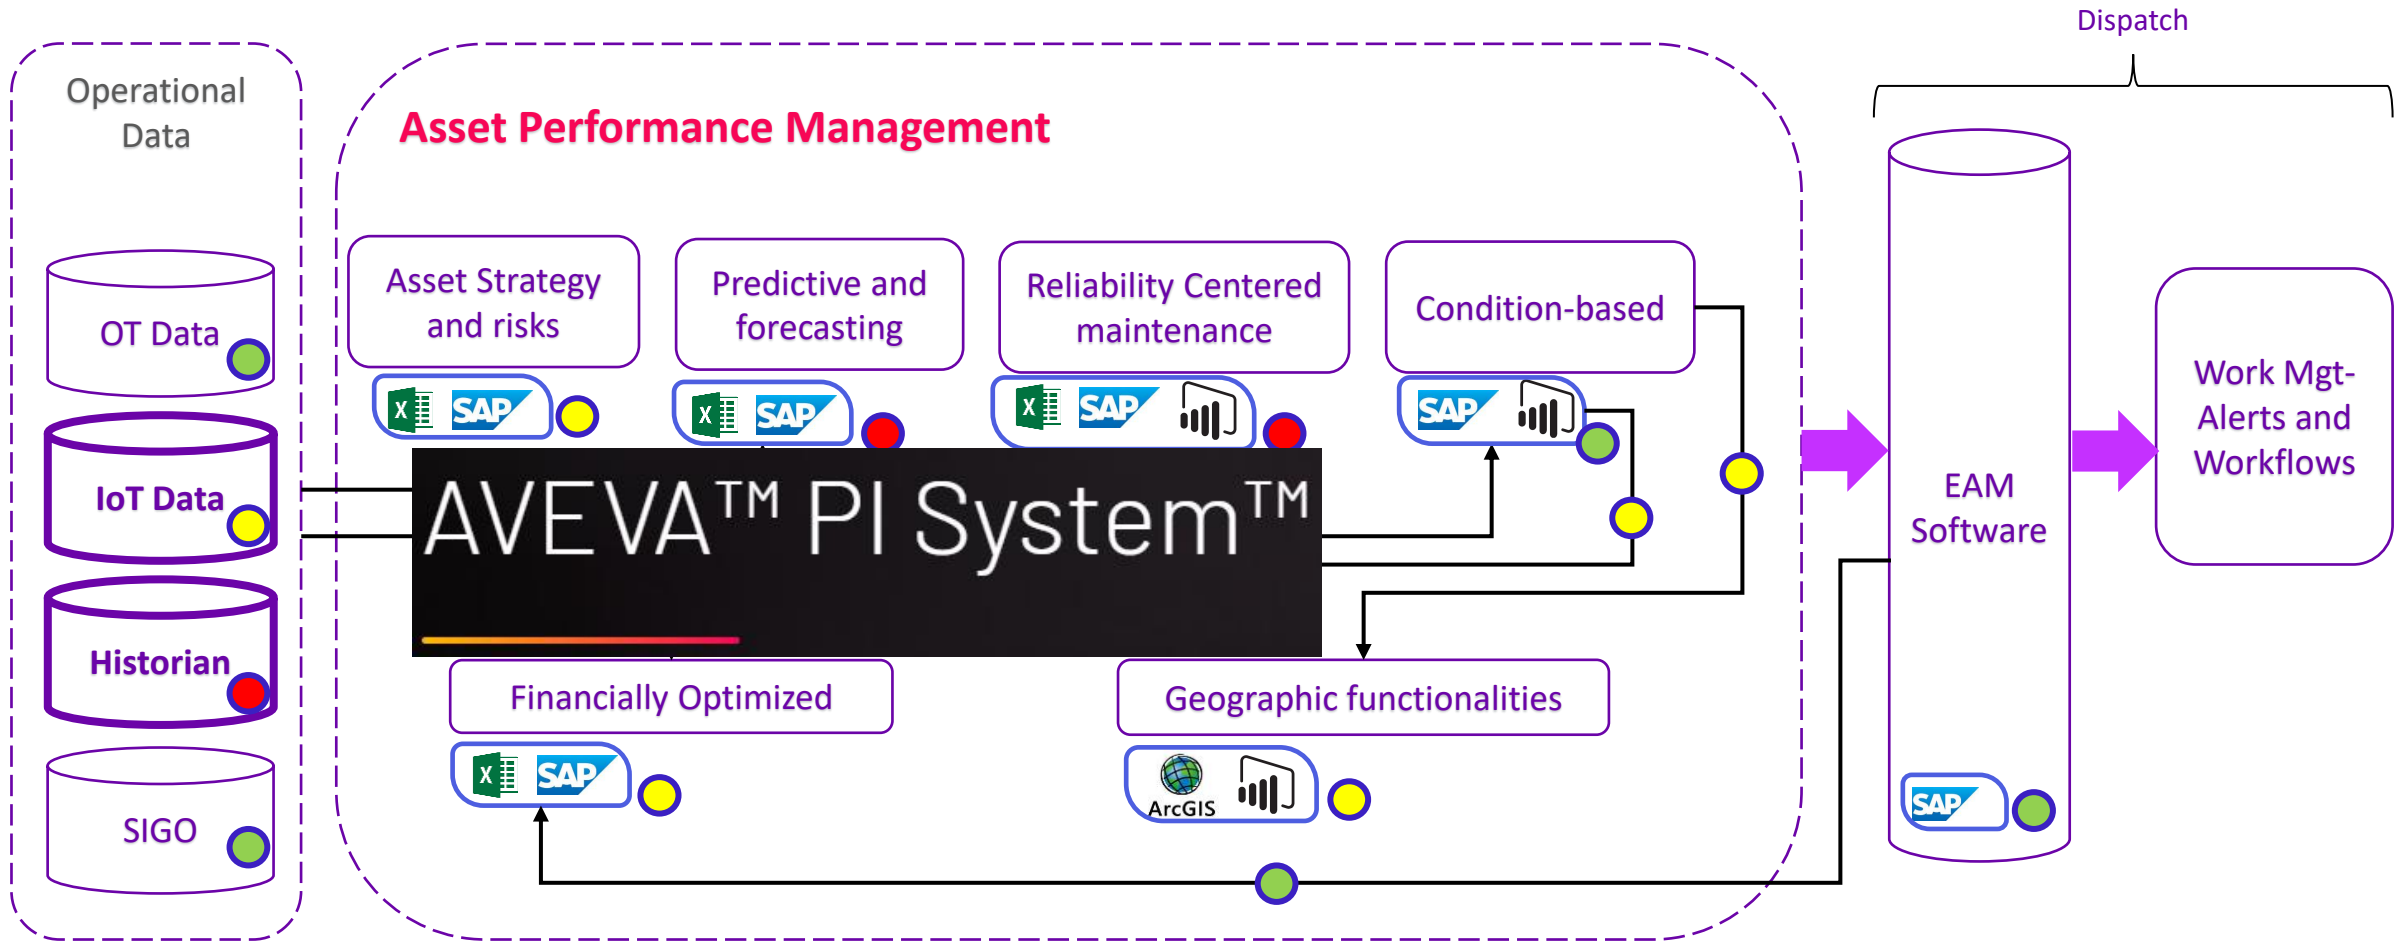 Dispatch
Operational
Data
Asset Performance Management
OT Data
IoT Data
Historian
SIGO
Asset Strategy
and risks
X SAP
Predictive and
forecasting
X SAP
Reliability Centered
maintenance
X SAP
Condition-based
SAP
AVEVA™ PI System™
Financially Optimized
X SAP
Geographic functionalities
ArcGIS
EAM
Software
SAP
Work Mgt-
Alerts and
Workflows